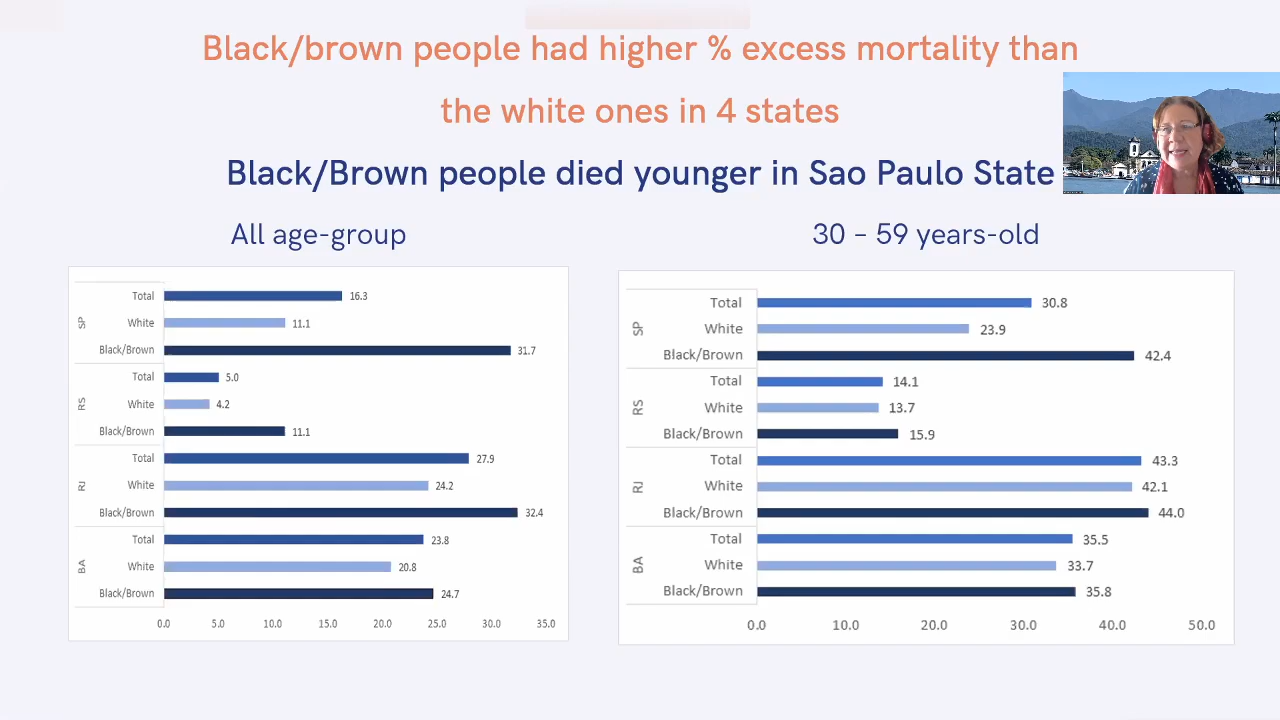 Black/brown people had higher % excess mortality than
the white ones in 4 states
Black/Brown people died younger in Sao Paulo State
All age-group
30 – 59 years-old
SP
Total 16.3
White 11.1
Black/Brown 31.7
RS
Total 5.0
White 4.2
Black/Brown 11.1
RJ
Total 27.9
White 24.2
Black/Brown 32.4
BA
Total 23.8
White 20.8
Black/Brown 24.7
0.0 5.0 10.0 15.0 20.0 25.0 30.0 35.0
SP
Total 30.8
White 23.9
Black/Brown 42.4
RS
Total 14.1
White 13.7
Black/Brown 15.9
RJ
Total 43.3
White 42.1
Black/Brown 44.0
BA
Total 35.5
White 33.7
Black/Brown 35.8
0.0 10.0 20.0 30.0 40.0 50.0